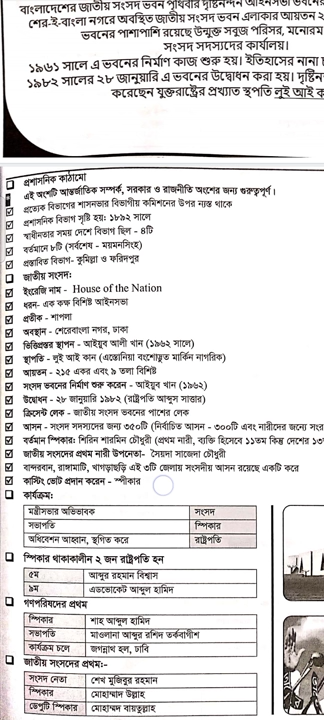 বাংলাদেশের জাতীয় সংসদ ভবন পৃথিবীর দৃষ্টিনন্দন আইনসভা ভবনের
শের-ই-বাংলা নগরে অবস্থিত জাতীয় সংসদ ভবন এলাকার আয়তন ২
ভবনের পাশাপাশি রয়েছে উন্মুক্ত সবুজ পরিসর, মনোরম
সংসদ সদস্যদের কার্যালয়।
১৯৬১ সালে এ ভবনের নির্মাণ কাজ শুরু হয়। ইতিহাসের নানা
১৯৮২ সালের ২৮ জানুয়ারি এ ভবনের উদ্বোধন করা হয়। দৃষ্টিন
করেছেন যুক্তরাষ্ট্রের প্রখ্যাত স্থপতি লুই আই ক
প্রশাসনিক কাঠামো
এই অংশটি আন্তর্জাতিক সম্পর্ক, সরকার ও রাজনীতি অংশের জন্য গুরুত্বপূর্ণ।
প্রত্যেক বিভাগের শাসনভার বিভাগীয় কমিশনের উপর ন্যস্ত থাকে
প্রশাসনিক বিভাগ সৃষ্টি হয়: ১৮৯২ সালে
স্বাধীনতার সময় দেশে বিভাগ ছিল - ৪টি
বর্তমানে ৮টি (সর্বশেষ - ময়মনসিংহ)
প্রস্তাবিত বিভাগ- কুমিল্লা ও ফরিদপুর
জাতীয় সংসদ:
ইংরেজি নাম - House of the Nation
ধরন- এক কক্ষ বিশিষ্ট আইনসভা
প্রতীক - শাপলা
অবস্থান - শেরেবাংলা নগর, ঢাকা
ভিত্তিপ্রস্তর স্থাপন - আইয়ুব আলী খান (১৯৬২ সালে)
স্থপতি - লুই আই কান (এস্তোনিয়া বংশোদ্ভূত মার্কিন নাগরিক)
আয়তন - ২১৫ একর এবং ৯ তলা বিশিষ্ট
সংসদ ভবনের নির্মাণ শুরু করেন - আইয়ুব খান (১৯৬২)
উদ্বোধন - ২৮ জানুয়ারি ১৯৮২ (রাষ্ট্রপতি আব্দুস সাত্তার)
ক্রিসেন্ট লেক - জাতীয় সংসদ ভবনের পাশের লেক
আসন - সংসদ সদস্যদের জন্য ৩৫০টি (নির্বাচিত আসন - ৩০০টি এবং নারীদের জন্যে সংর
বর্তমান স্পিকার: শিরিন শারমিন চৌধুরী (প্রথম নারী, ব্যক্তি হিসেবে ১১তম কিন্তু দেশের ১৩
জাতীয় সংসদের প্রথম নারী উপনেতা- সৈয়দা সাজেদা চৌধুরী
বান্দরবান, রাঙ্গামাটি, খাগড়াছড়ি এই ৩টি জেলায় সংসদীয় আসন রয়েছে একটি করে
কাস্টিং ভোট প্রদান করেন - স্পীকার
কার্যক্রম:
মন্ত্রীসভার অভিভাবক সংসদ
সভাপতি স্পিকার
অধিবেশন আহ্বান, স্থগিত করে রাষ্ট্রপতি
স্পিকার থাকাকালীন ২ জন রাষ্ট্রপতি হন
৫ম আব্দুর রহমান বিশ্বাস
৯ম এডভোকেট আব্দুল হামিদ
গণপরিষদের প্রথম
স্পিকার শাহ আব্দুল হামিদ
সভাপতি মাওলানা আব্দুর রশিদ তর্কবাগীশ
কার্যক্রম চলে জগন্নাথ হল, ঢাবি
জাতীয় সংসদের প্রথম:-
সংসদ নেতা শেখ মুজিবুর রহমান
স্পিকার মোহাম্মদ উল্লাহ
ডেপুটি স্পিকার মোহাম্মদ বায়তুল্লাহ